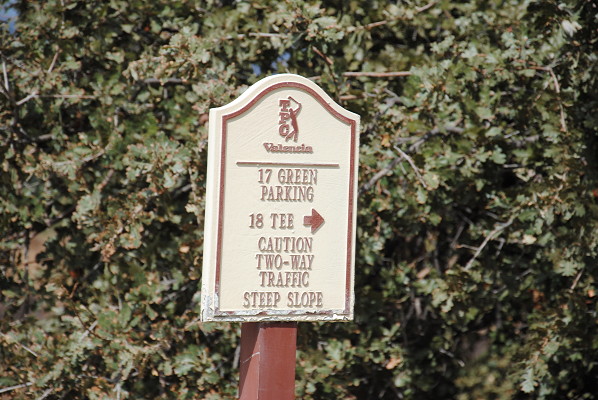 TPC
Valencia
17 GREEN
PARKING
18 TEE
CAUTION
TWO-WAY
TRAFFIC
STEEP SLOPE